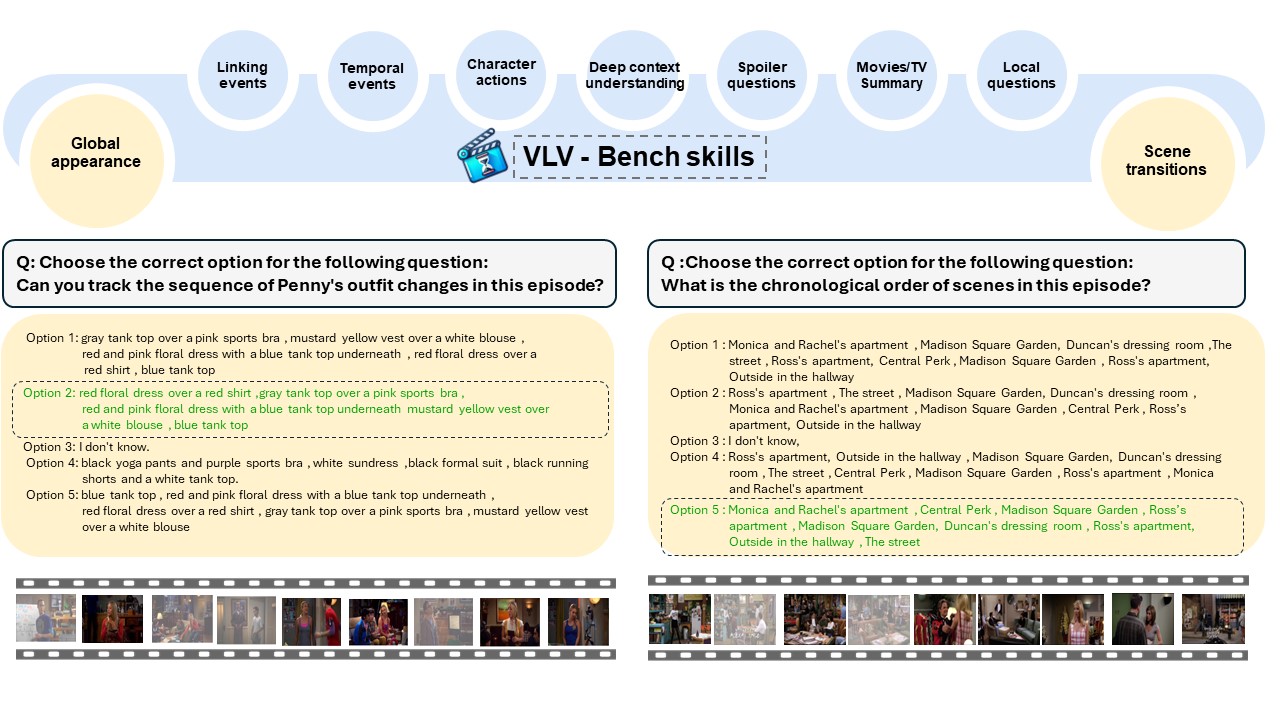 Linking
events
Temporal
events
Character
actions
Deep context
understanding
Spoiler
questions
Movies/TV
Summary
Local
questions
Global
appearance
VLV - Bench skills
Scene
transitions
Q: Choose the correct option for the following question:
Can you track the sequence of Penny's outfit changes in this episode?
Option 1: gray tank top over a pink sports bra , mustard yellow vest over a white blouse ,
red and pink floral dress with a blue tank top underneath , red floral dress over a
red shirt , blue tank top
Option 2: red floral dress over a red shirt ,gray tank top over a pink sports bra ,
red and pink floral dress with a blue tank top underneath mustard yellow vest over
a white blouse , blue tank top
Option 3: I don't know.
Option 4: black yoga pants and purple sports bra , white sundress ,black formal suit , black running
shorts and a white tank top.
Option 5: blue tank top , red and pink floral dress with a blue tank top underneath ,
red floral dress over a red shirt , gray tank top over a pink sports bra , mustard yellow vest
over a white blouse
Q :Choose the correct option for the following question:
What is the chronological order of scenes in this episode?
Option 1 : Monica and Rachel's apartment , Madison Square Garden, Duncan's dressing room ,The
street , Ross's apartment, Central Perk , Madison Square Garden , Ross's apartment,
Outside in the hallway
Option 2 : Ross's apartment , The street , Madison Square Garden, Duncan's dressing room ,
Monica and Rachel's apartment , Madison Square Garden , Central Perk , Ross's
apartment, Outside in the hallway
Option 3 : I don't know,
Option 4 : Ross's apartment, Outside in the hallway , Madison Square Garden, Duncan's dressing
room , The street , Central Perk , Madison Square Garden , Ross's apartment , Monica
and Rachel's apartment
Option 5 : Monica and Rachel's apartment , Central Perk , Madison Square Garden , Ross's
apartment , Madison Square Garden, Duncan's dressing room , Ross's apartment,
Outside in the hallway , The street